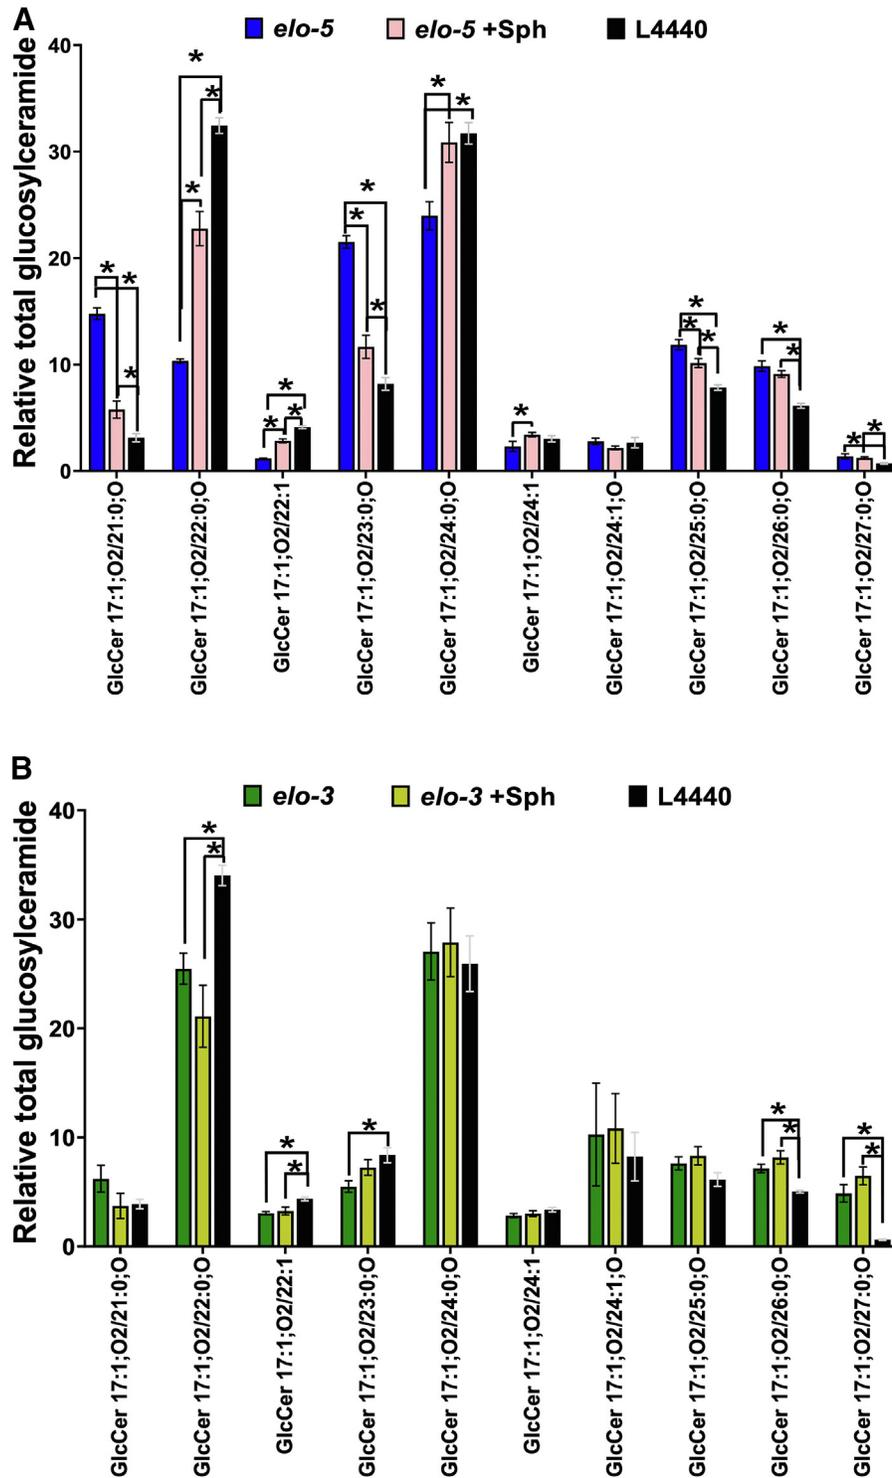 A
elo-5 elo-5 +Sph L4440
Relative total glucosylceramide
40
30
20
10
0
* * *
* * *
* * *
* * *
* *
*
* * *
* *
* *
GlcCer 17:1;O2/21:0;O
GlcCer 17:1;O2/22:0;O
GlcCer 17:1;O2/22:1
GlcCer 17:1;O2/23:0;O
GlcCer 17:1;O2/24:0;O
GlcCer 17:1;O2/24:1
GlcCer 17:1;O2/24:1;O
GlcCer 17:1;O2/25:0;O
GlcCer 17:1;O2/26:0;O
GlcCer 17:1;O2/27:0;O
B
elo-3 elo-3 +Sph L4440
Relative total glucosylceramide
40
30
20
10
0
* *
* *
*
* *
* *
GlcCer 17:1;O2/21:0;O
GlcCer 17:1;O2/22:0;O
GlcCer 17:1;O2/22:1
GlcCer 17:1;O2/23:0;O
GlcCer 17:1;O2/24:0;O
GlcCer 17:1;O2/24:1
GlcCer 17:1;O2/24:1;O
GlcCer 17:1;O2/25:0;O
GlcCer 17:1;O2/26:0;O
GlcCer 17:1;O2/27:0;O